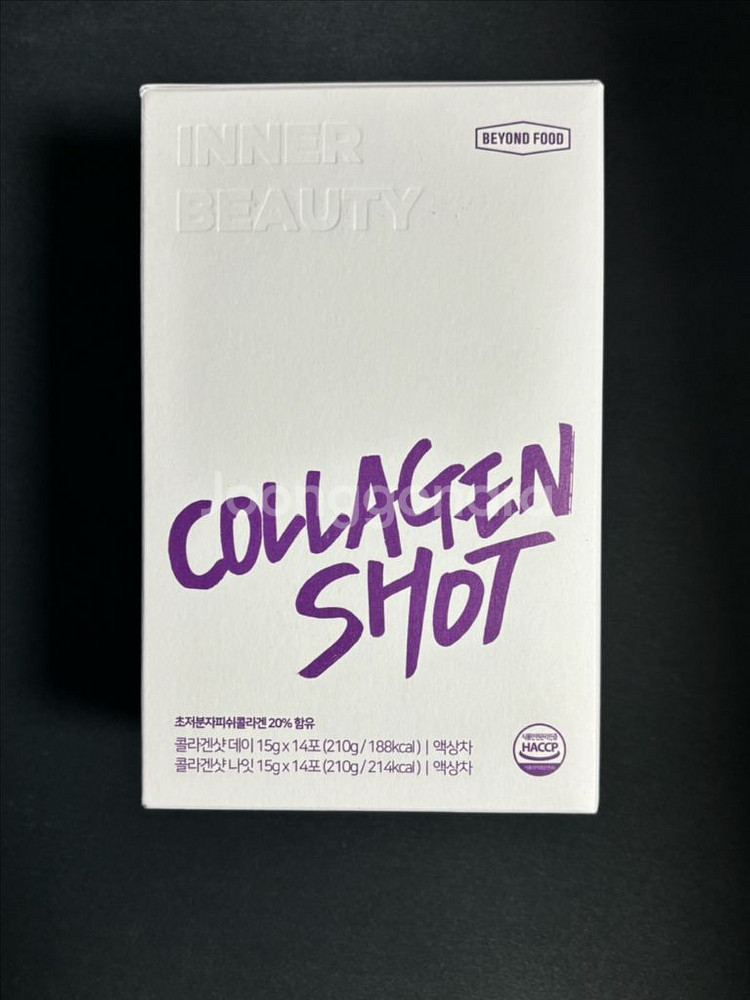 INNER
BEAUTY
BEYOND FOOD
Joonggonara
COLLAGEN
SHOT
초저분자피쉬콜라겐 20% 함유
콜라겐샷 데이 15g x 14포 (210g / 188kcal) | 액상차
콜라겐샷 나잇 15g x 14포 (210g / 214kcal) | 액상차
HACCP